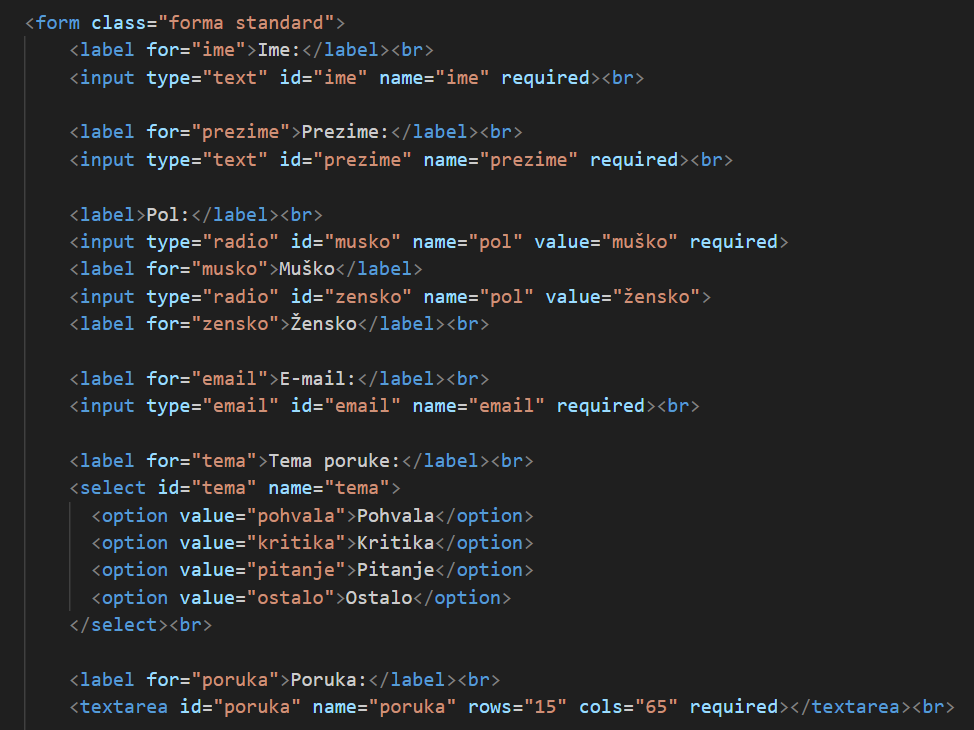 <form class="forma standard">
<label for="ime">Ime:</label><br>
<input type="text" id="ime" name="ime" required><br>
<label for="prezime">Prezime:</label><br>
<input type="text" id="prezime" name="prezime" required><br>
<label>Pol:</label><br>
<input type="radio" id="musko" name="pol" value="muško" required>
<label for="musko">Muško</label>
<input type="radio" id="zensko" name="pol" value="žensko">
<label for="zensko">Žensko</label><br>
<label for="email">E-mail:</label><br>
<input type="email" id="email" name="email" required><br>
<label for="tema">Tema poruke:</label><br>
<select id="tema" name="tema">
<option value="pohvala">Pohvala</option>
<option value="kritika">Kritika</option>
<option value="pitanje">Pitanje</option>
<option value="ostalo">Ostalo</option>
</select><br>
<label for="poruka">Poruka:</label><br>
<textarea id="poruka" name="poruka" rows="15" cols="65" required></textarea><br>